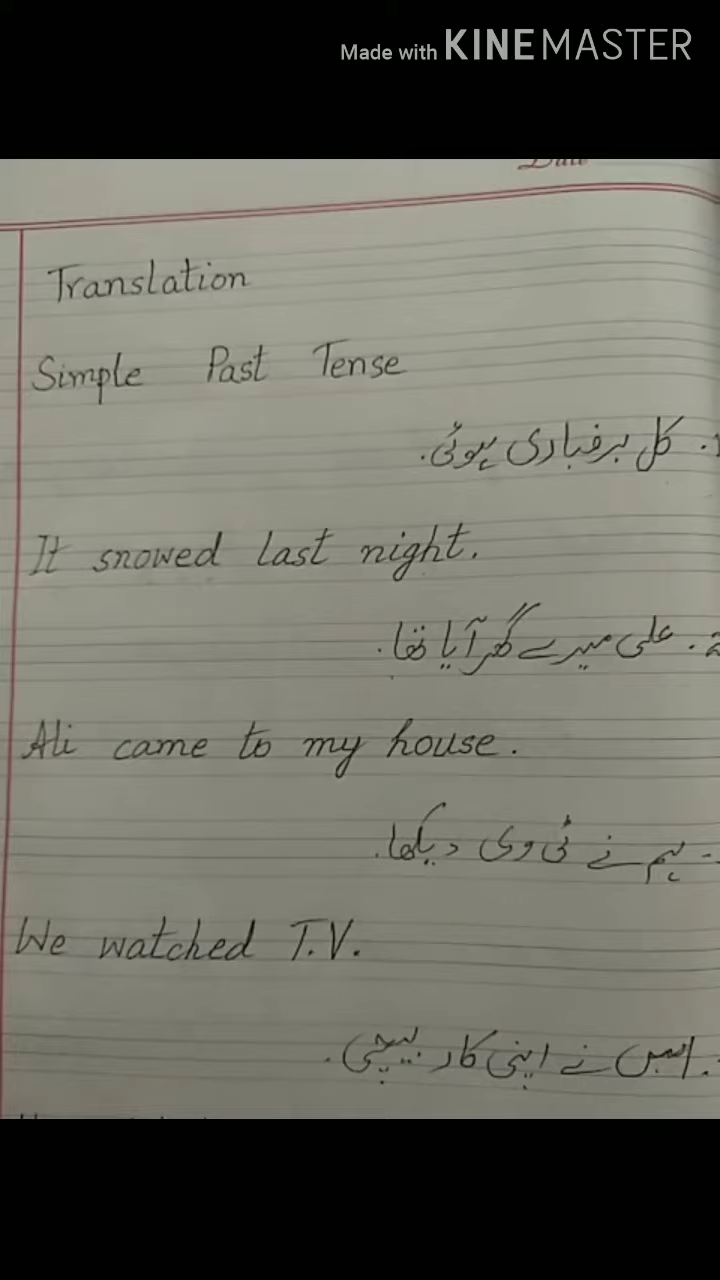 Made with KINEMASTER
Translation
Simple Past Tense
کل برفباری ہوئی.
It snowed last night.
علی میرے گھر آیا تھا.
Ali came to my house.
ہم نے ٹی وی دیکھا.
We watched T.V.
نے اپنی کار بیچی.